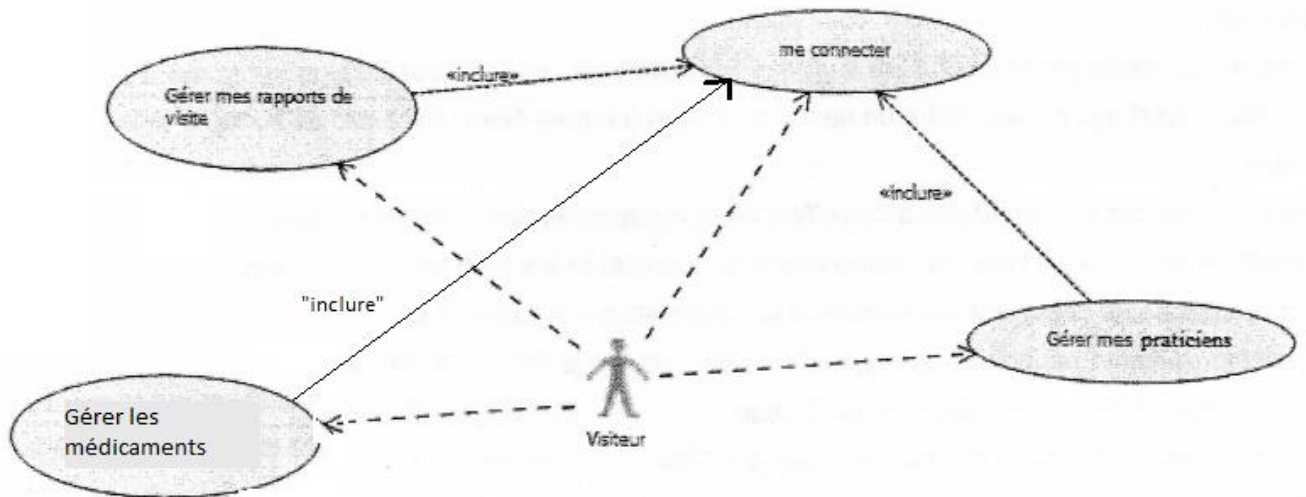 me connecter
«inclure»
Gérer mes rapports de
visite
«inclure»
"inclure"
Gérer mes praticiens
Gérer les
médicaments
Visiteur